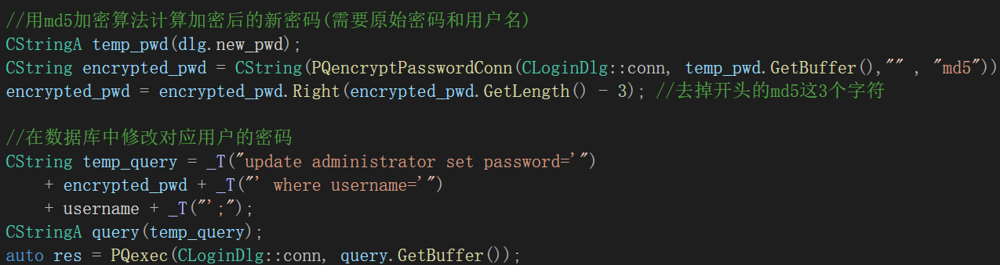 //用md5加密算法计算加密后的新密码(需要原始密码和用户名)
CStringA temp_pwd(dlg.new_pwd);
CString encrypted_pwd = CString(PQencryptPasswordConn(CLoginDlg::conn, temp_pwd.GetBuffer(),"" , "md5"))
encrypted_pwd = encrypted_pwd.Right(encrypted_pwd.GetLength() - 3); //去掉开头的md5这3个字符
//在数据库中修改对应用户的密码
CString temp_query = _T("update administrator set password='")
+ encrypted_pwd + _T("' where username='")
+ username + _T("';");
CStringA query(temp_query);
auto res = PQexec(CLoginDlg::conn, query.GetBuffer());